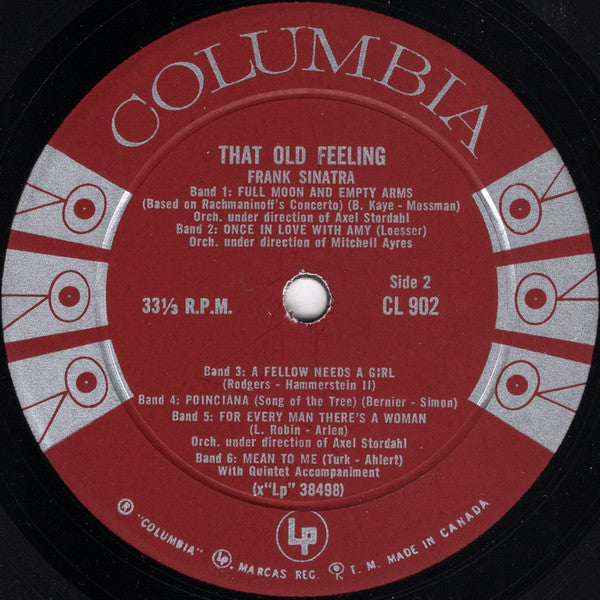 COLUMBIA
THAT OLD FEELING
FRANK SINATRA
Band 1: FULL MOON AND EMPTY ARMS
(Based on Rachmaninoff's Concerto) (B. Kaye - Mossman)
Orch. under direction of Axel Stordahl
Band 2: ONCE IN LOVE WITH AMY (Loesser)
Orch. under direction of Mitchell Ayres
Side 2
33⅓ R.P.M.
CL 902
Band 3: A FELLOW NEEDS A GIRL
(Rodgers - Hammerstein II)
Band 4: POINCIANA (Song of the Tree) (Bernier - Simon)
Band 5: FOR EVERY MAN THERE'S A WOMAN
(L. Robin - Arlen)
Orch. under direction of Axel Stordahl
Band 6: MEAN TO ME (Turk - Ahlert)
With Quintet Accompaniment
(x"Lp" 38498)
Lp
® "COLUMBIA" Lp. MARCAS REG. T. M. MADE IN CANADA